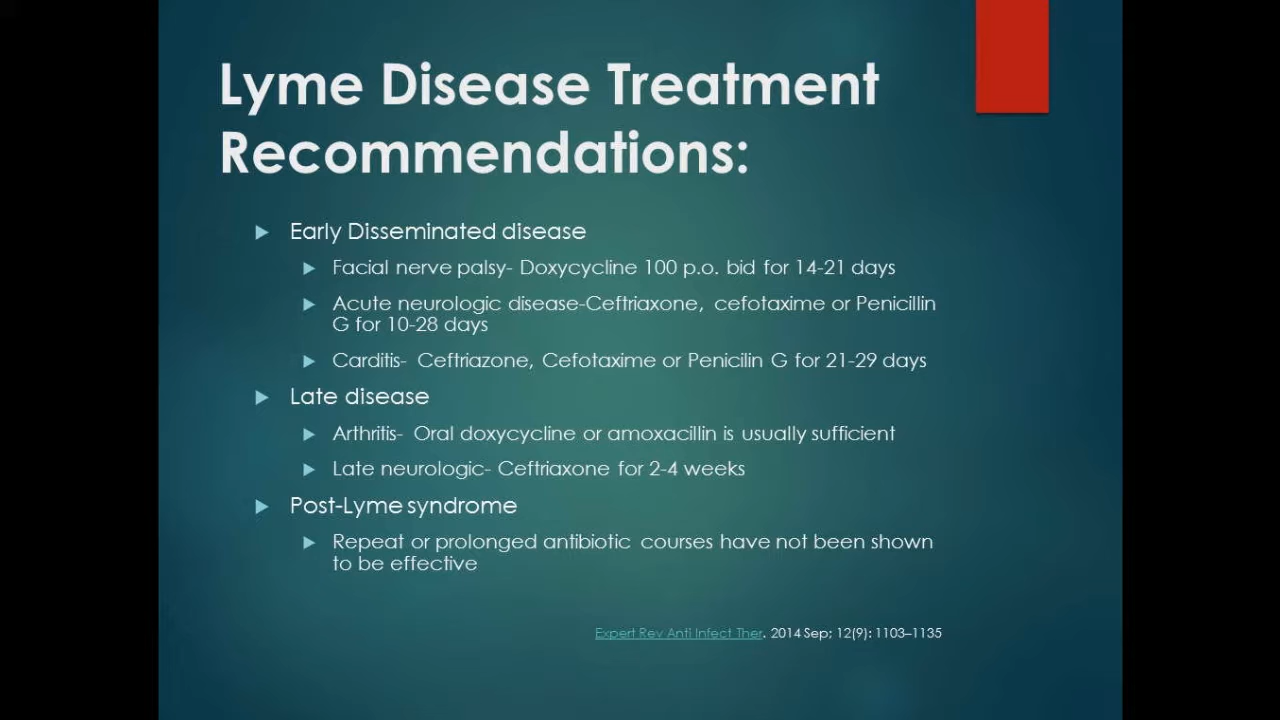 Lyme Disease Treatment
Recommendations:
Early Disseminated disease
Facial nerve palsy- Doxycycline 100 p.o. bid for 14-21 days
Acute neurologic disease-Ceftriaxone, cefotaxime or Penicillin
G for 10-28 days
Carditis- Ceftriazone, Cefotaxime or Penicilin G for 21-29 days
Late disease
Arthritis- Oral doxycycline or amoxacillin is usually sufficient
Late neurologic- Ceftriaxone for 2-4 weeks
Post-Lyme syndrome
Repeat or prolonged antibiotic courses have not been shown
to be effective
Expert Rev Anti Infect Ther. 2014 Sep; 12(9): 1103–1135